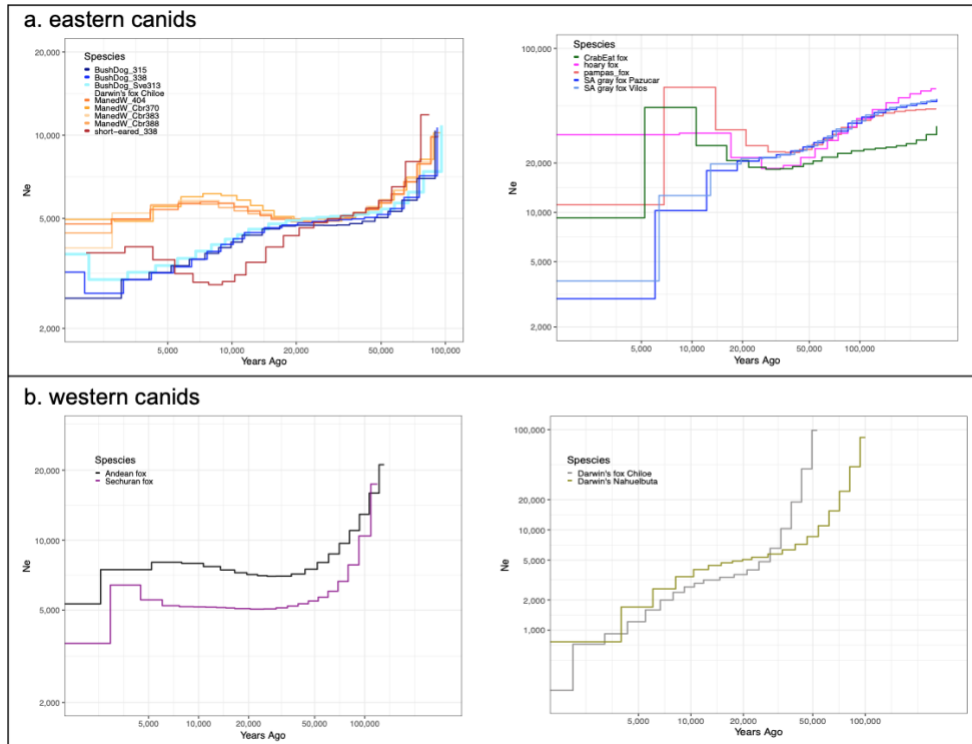 a. eastern canids
20,000
10,000
5,000
2,000
Ne
Spescies
BushDog_315
BushDog_338
BushDog_Sve313
Darwin's fox Chiloe
ManedW_404
ManedW_Cbr370
ManedW_Cbr383
ManedW_Cbr388
short-eared_338
5,000
10,000
20,000
50,000
100,000
Years Ago
100,000
20,000
10,000
5,000
2,000
Ne
Spescies
CrabEat fox
hoary fox
pampas_fox
SA gray fox Pazucar
SA gray fox Vilos
5,000
10,000
20,000
50,000
100,000
Years Ago
b. western canids
20,000
10,000
5,000
2,000
Ne
Spescies
Andean fox
Sechuran fox
5,000
10,000
20,000
50,000
100,000
Years Ago
100,000
20,000
10,000
5,000
2,000
1,000
Ne
Spescies
Darwin's fox Chiloe
Darwin's Nahuelbuta
5,000
10,000
20,000
50,000
100,000
Years Ago